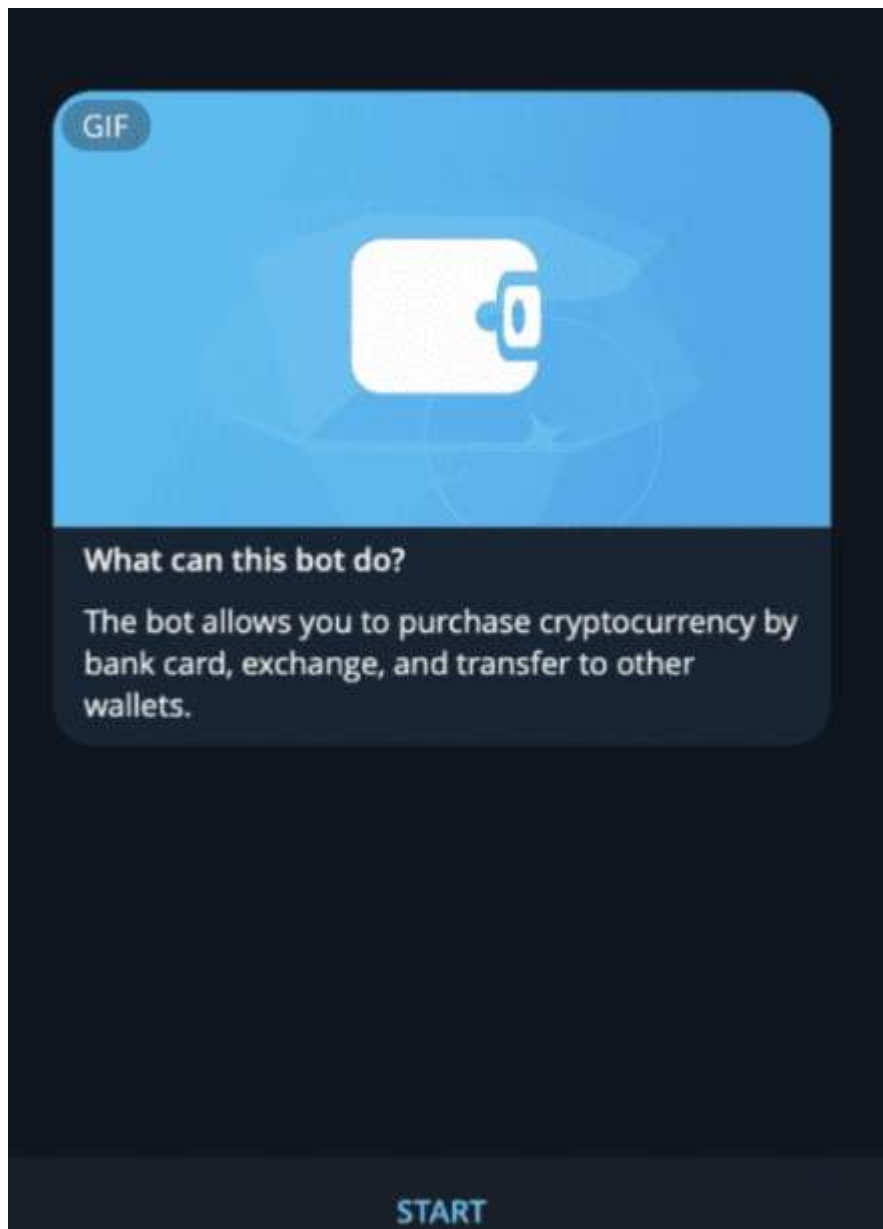 GIF
What can this bot do?
The bot allows you to purchase cryptocurrency by
bank card, exchange, and transfer to other
wallets.
START